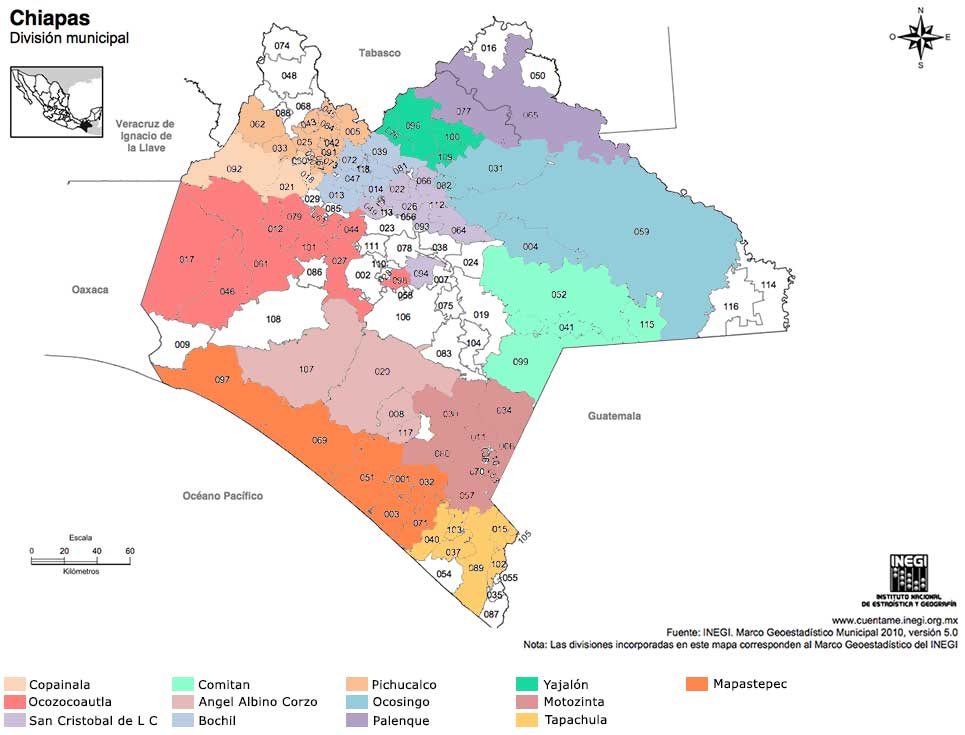 Chiapas
División municipal
Tabasco
Veracruz de
Ignacio de
la Llave
Oaxaca
Guatemala
Océano Pacífico
N
O
E
S
074
016
048
050
068
088
077
065
062
043
084
005
096
100
033
025
042
091
109
039
031
092
072
081
018
047
066
082
021
013
014
022
029
085
026
112
079
113
056
059
012
044
023
093
064
101
111
078
038
004
017
061
027
110
024
086
002
098
094
007
114
046
058
052
116
075
108
106
019
041
115
009
104
083
099
107
020
097
030
034
008
011
069
117
006
080
070
051
001
032
057
003
071
103
015
105
040
037
102
054
089
055
035
087
Escala
0 20 40 60 L
Kilómetros
INEGI
INSTITUTO NACIONAL
DE ESTADÍSTICA Y GEOGRAFÍA
www.cuentame.inegi.org.mx
Fuente: INEGI. Marco Geoestadístico Municipal 2010, versión 5.0
Nota: Las divisiones incorporadas en este mapa corresponden al Marco Geoestadístico del INEGI
Copainala
Comitan
Pichucalco
Yajalón
Mapastepec
Ocozocoautla
Angel Albino Corzo
Ocosingo
Motozinta
San Cristobal de L C
Bochil
Palenque
Tapachula